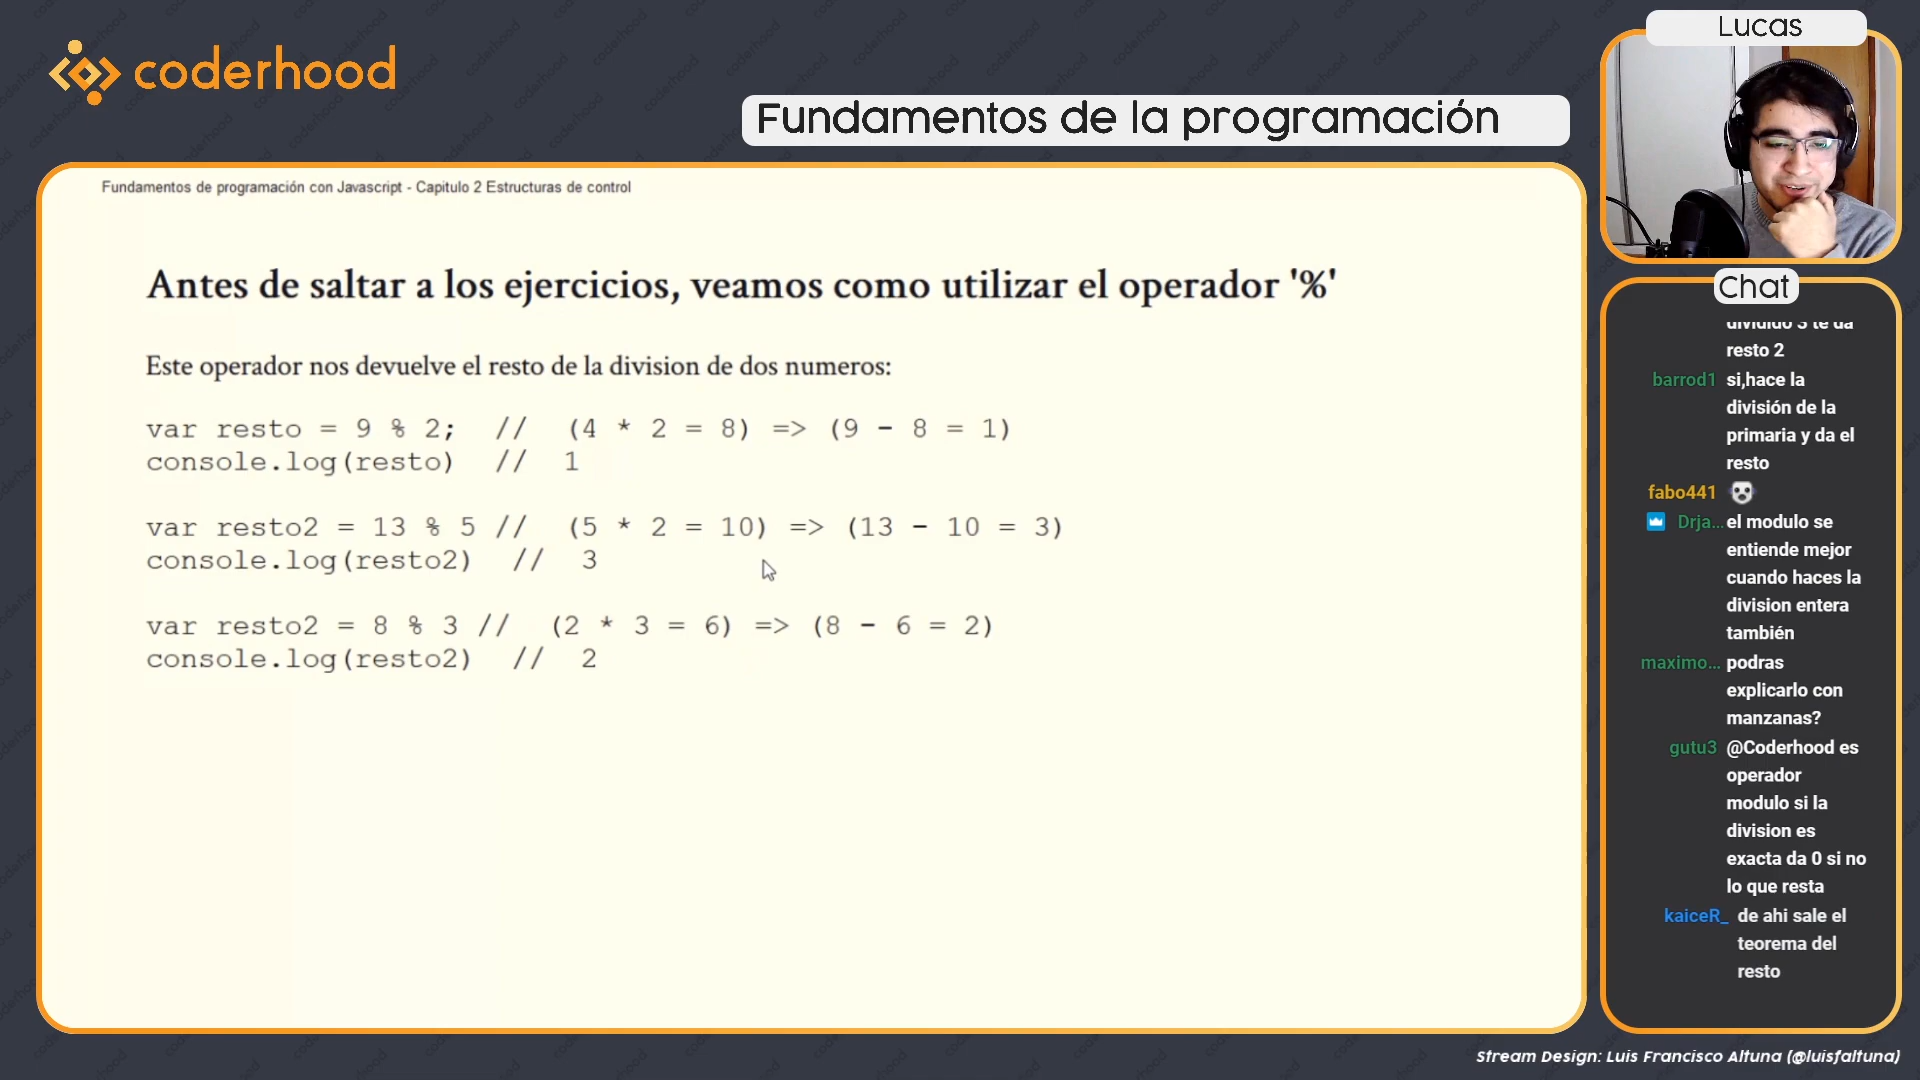 coderhood
Fundamentos de la programación
Lucas
Fundamentos de programación con Javascript - Capitulo 2 Estructuras de control
Antes de saltar a los ejercicios, veamos como utilizar el operador '%'
Este operador nos devuelve el resto de la division de dos numeros:
var resto = 9 % 2; // (4 * 2 = 8) => (9 - 8 = 1)
console.log(resto) // 1
var resto2 = 13 % 5 // (5 * 2 = 10) => (13 - 10 = 3)
console.log(resto2) // 3
var resto2 = 8 % 3 // (2 * 3 = 6) => (8 - 6 = 2)
console.log(resto2) // 2
Chat
dividido 3 te da
resto 2
barrod1 si,hace la
división de la
primaria y da el
resto
fabo441
Drja... el modulo se
entiende mejor
cuando haces la
division entera
también
maximo... podras
explicarlo con
manzanas?
gutu3 @Coderhood es
operador
modulo si la
division es
exacta da 0 si no
lo que resta
kaiceR_ de ahi sale el
teorema del
resto
Stream Design: Luis Francisco Altuna (@luisfaltuna)